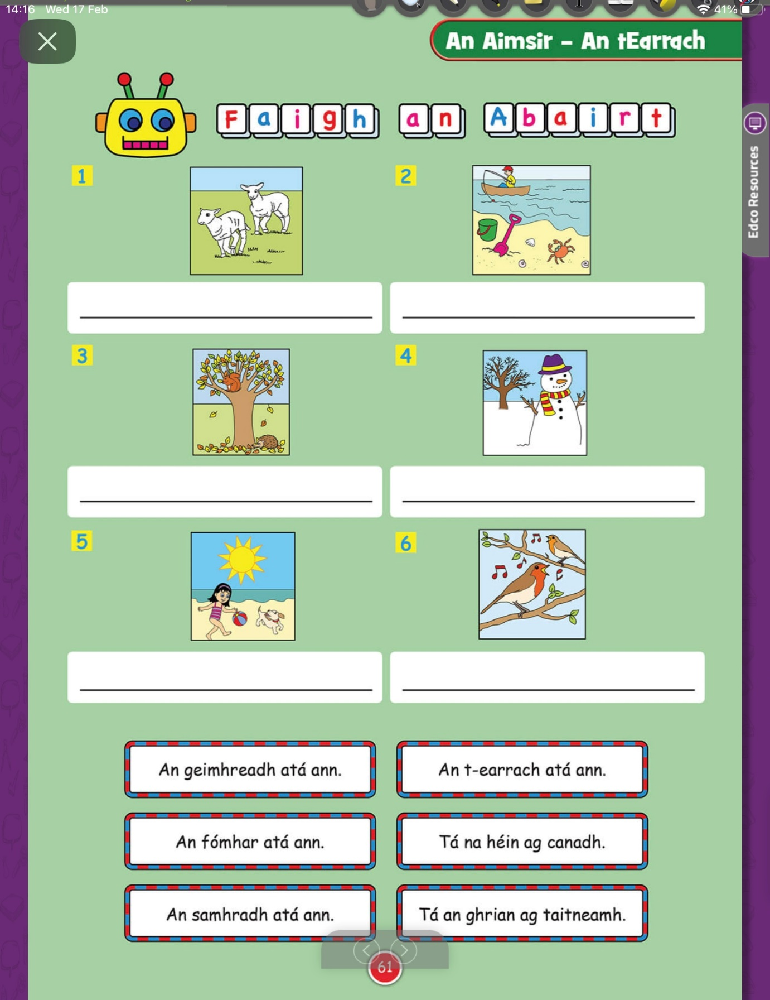 14:16 Wed 17 Feb
41%
An Aimsir - An tEarrach
Faigh an Abairt
Edco Resources
1
2
3
4
5
6
An geimhreadh atá ann.
An t-earrach atá ann.
An fómhar atá ann.
Tá na héin ag canadh.
An samhradh atá ann.
Tá an ghrian ag taitneamh.
61